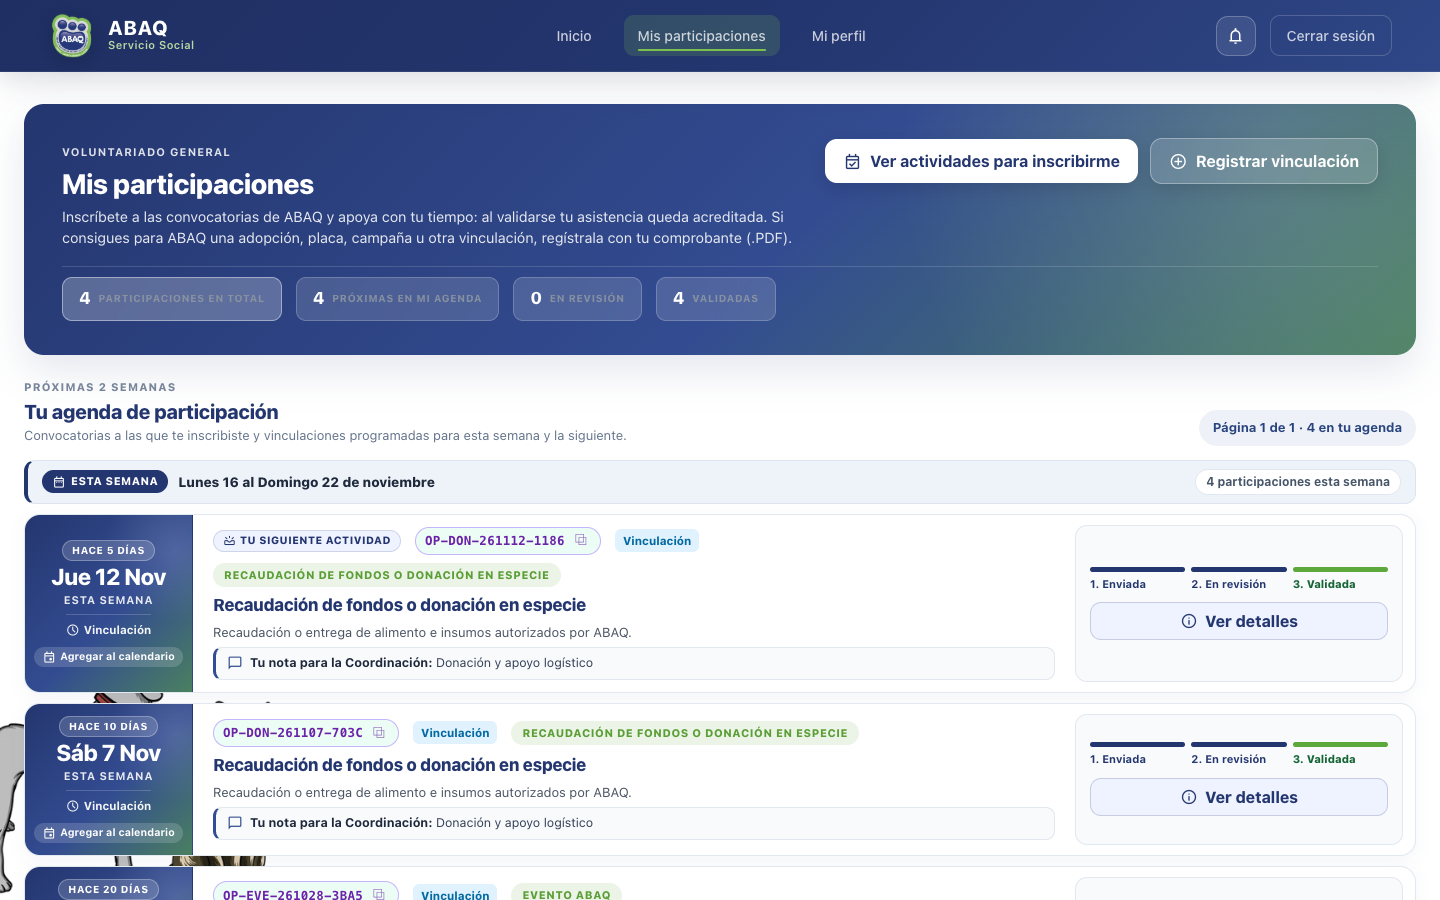 ABAQ
Servicio Social
Inicio
Mis participaciones
Mi perfil
Cerrar sesión
VOLUNTARIADO GENERAL
Mis participaciones
Inscríbete a las convocatorias de ABAQ y apoya con tu tiempo: al validarse tu asistencia queda acreditada. Si
consigues para ABAQ una adopción, placa, campaña u otra vinculación, regístrala con tu comprobante (.PDF).
Ver actividades para inscribirme
Registrar vinculación
4 PARTICIPACIONES EN TOTAL
4 PRÓXIMAS EN MI AGENDA
0 EN REVISIÓN
4 VALIDADAS
PRÓXIMAS 2 SEMANAS
Tu agenda de participación
Convocatorias a las que te inscribiste y vinculaciones programadas para esta semana y la siguiente.
Página 1 de 1 · 4 en tu agenda
ESTA SEMANA
Lunes 16 al Domingo 22 de noviembre
4 participaciones esta semana
HACE 5 DÍAS
Jue 12 Nov
ESTA SEMANA
Vinculación
Agregar al calendario
TU SIGUIENTE ACTIVIDAD
OP-DON-261112-1186
Vinculación
RECAUDACIÓN DE FONDOS O DONACIÓN EN ESPECIE
Recaudación de fondos o donación en especie
Recaudación o entrega de alimento e insumos autorizados por ABAQ.
Tu nota para la Coordinación: Donación y apoyo logístico
1. Enviada
2. En revisión
3. Validada
Ver detalles
HACE 10 DÍAS
Sáb 7 Nov
ESTA SEMANA
Vinculación
Agregar al calendario
OP-DON-261107-703C
Vinculación
RECAUDACIÓN DE FONDOS O DONACIÓN EN ESPECIE
Recaudación de fondos o donación en especie
Recaudación o entrega de alimento e insumos autorizados por ABAQ.
Tu nota para la Coordinación: Donación y apoyo logístico
1. Enviada
2. En revisión
3. Validada
Ver detalles
HACE 20 DÍAS
OP-EVE-261028-3BA5
Vinculación
EVENTO ABAQ